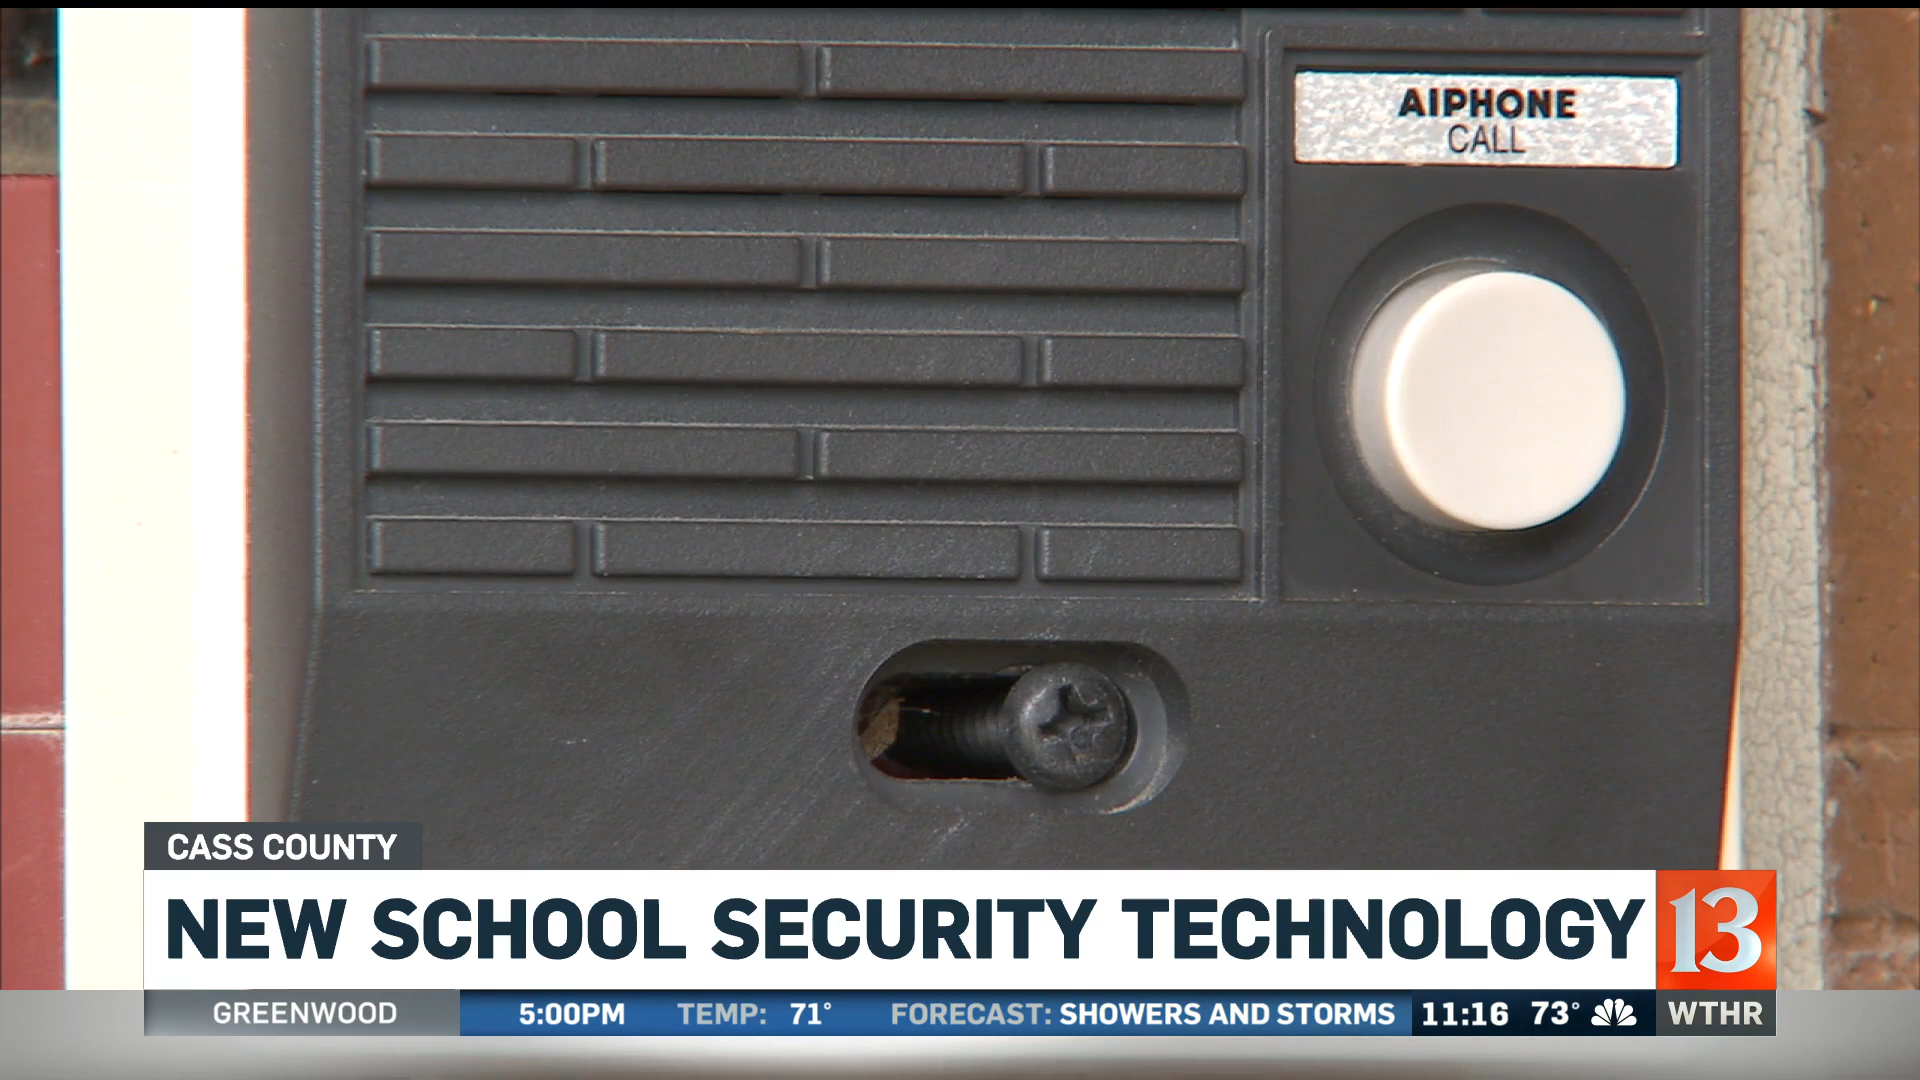 AIPHONE
CALL
CASS COUNTY
NEW SCHOOL SECURITY TECHNOLOGY
13
GREENWOOD 5:00PM TEMP: 71° FORECAST: SHOWERS AND STORMS 11:16 73° WTHR